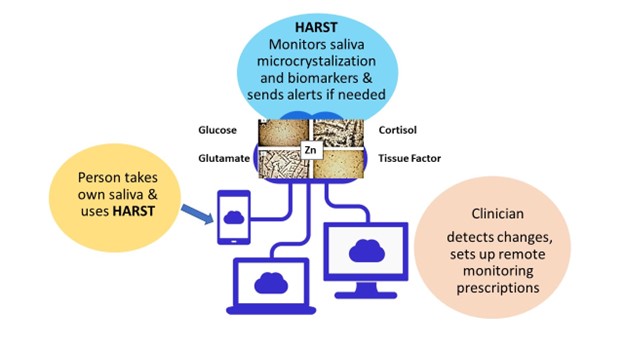 HARST
Monitors saliva
microcrystalization
and biomarkers &
sends alerts if needed
Glucose
Cortisol
Zn
Glutamate
Tissue Factor
Person takes
own saliva &
uses HARST
Clinician
detects changes,
sets up remote
monitoring
prescriptions